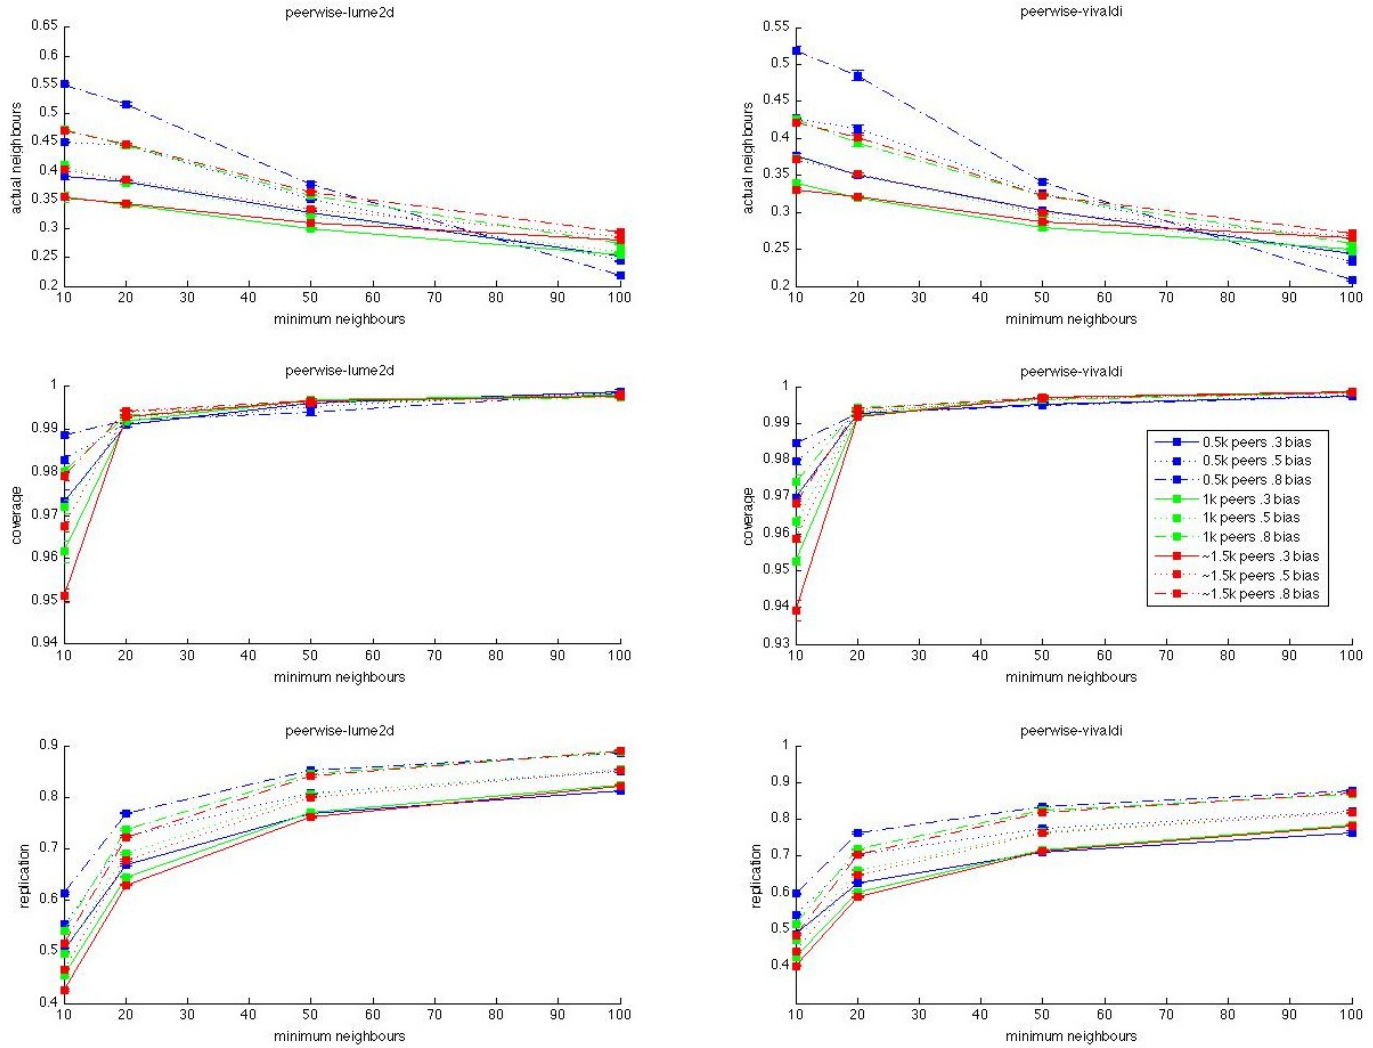 peerwise-lume2d
0.65
0.6
0.55
0.5
0.45
0.4
0.35
0.3
0.25
0.2
actual neighbours
10 20 30 40 50 60 70 80 90 100
minimum neighbours
peerwise-vivaldi
0.55
0.5
0.45
0.4
0.35
0.3
0.25
0.2
actual neighbours
10 20 30 40 50 60 70 80 90 100
minimum neighbours
peerwise-lume2d
1
0.99
0.98
0.97
0.96
0.95
0.94
coverage
10 20 30 40 50 60 70 80 90 100
minimum neighbours
peerwise-vivaldi
1
0.99
0.98
0.97
0.96
0.95
0.94
0.93
coverage
10 20 30 40 50 60 70 80 90 100
minimum neighbours
0.5k peers .3 bias
0.5k peers .5 bias
0.5k peers .8 bias
1k peers .3 bias
1k peers .5 bias
1k peers .8 bias
~1.5k peers .3 bias
~1.5k peers .5 bias
~1.5k peers .8 bias
peerwise-lume2d
0.9
0.8
0.7
0.6
0.5
0.4
replication
10 20 30 40 50 60 70 80 90 100
minimum neighbours
peerwise-vivaldi
1
0.9
0.8
0.7
0.6
0.5
0.4
replication
10 20 30 40 50 60 70 80 90 100
minimum neighbours